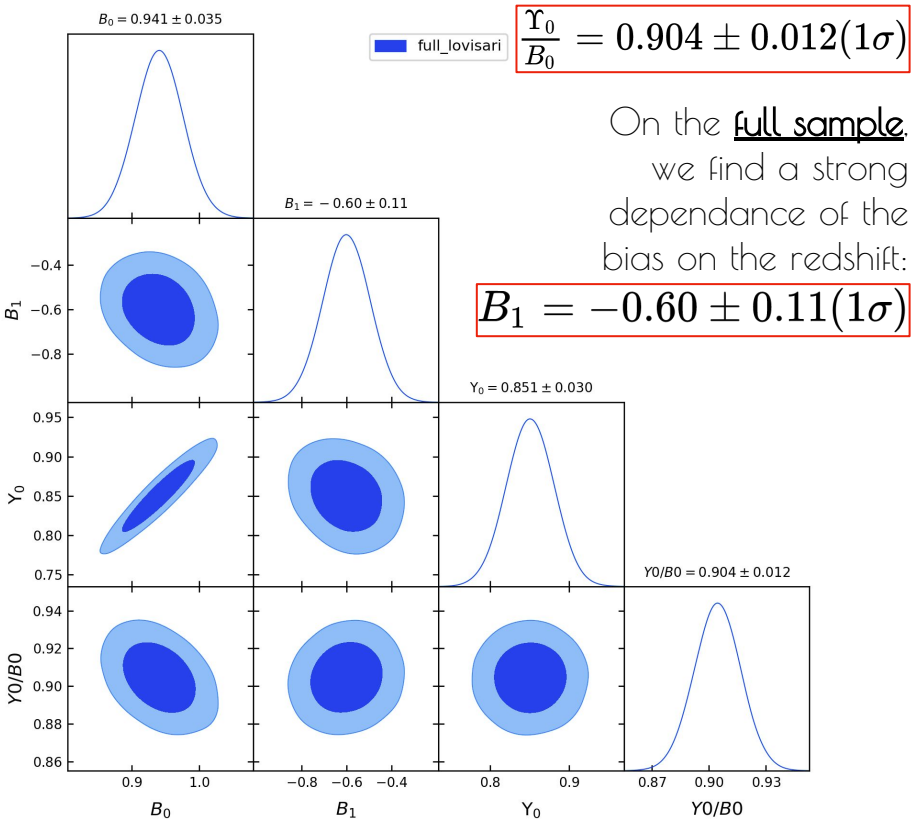 B₀ = 0.941 ± 0.035
full_lovisari
ϒ₀/B₀ = 0.904 ± 0.012(1σ)
On the full sample,
we find a strong
dependance of the
bias on the redshift:
B₁ = −0.60 ± 0.11(1σ)
B₁ = − 0.60 ± 0.11
−0.4
−0.6
−0.8
B₁
ϒ₀ = 0.851 ± 0.030
0.95
0.90
0.85
0.80
0.75
ϒ₀
Y0/B0 = 0.904 ± 0.012
0.94
0.92
0.90
0.88
0.86
Y0/B0
0.9 1.0 −0.8 −0.6 −0.4 0.8 0.9 0.87 0.90 0.93
B₀ B₁ ϒ₀ Y0/B0